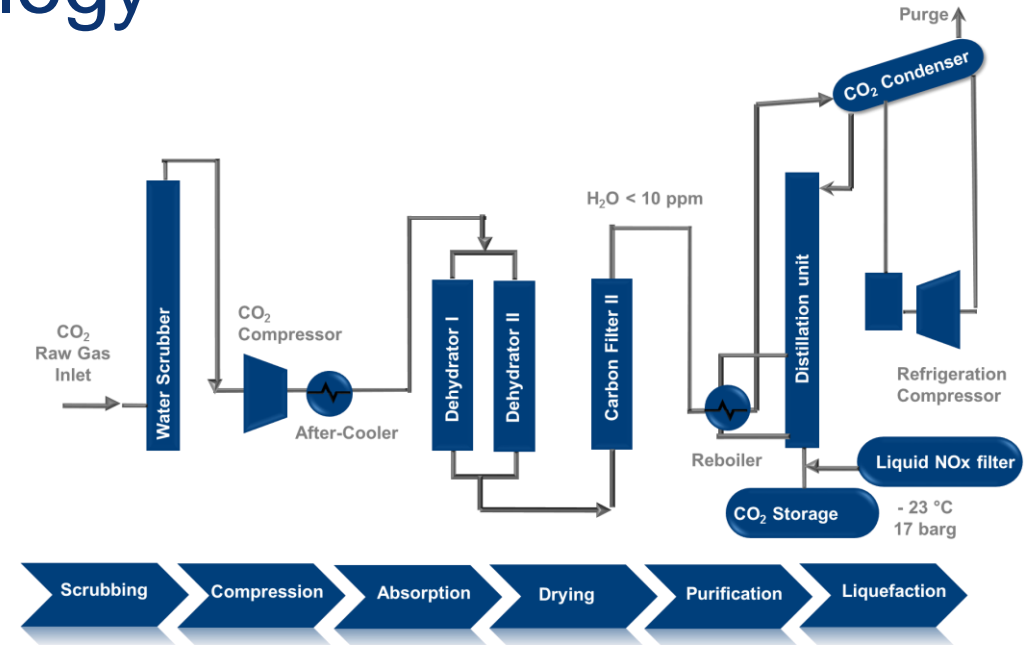 ology
Purge
CO₂ Condenser
H₂O < 10 ppm
Water Scrubber
CO₂
Compressor
CO₂
Raw Gas
Inlet
After-Cooler
Dehydrator I
Dehydrator II
Carbon Filter II
Distillation unit
Refrigeration
Compressor
Reboiler
Liquid NOx filter
CO₂ Storage
- 23 °C
17 barg
Scrubbing
Compression
Absorption
Drying
Purification
Liquefaction